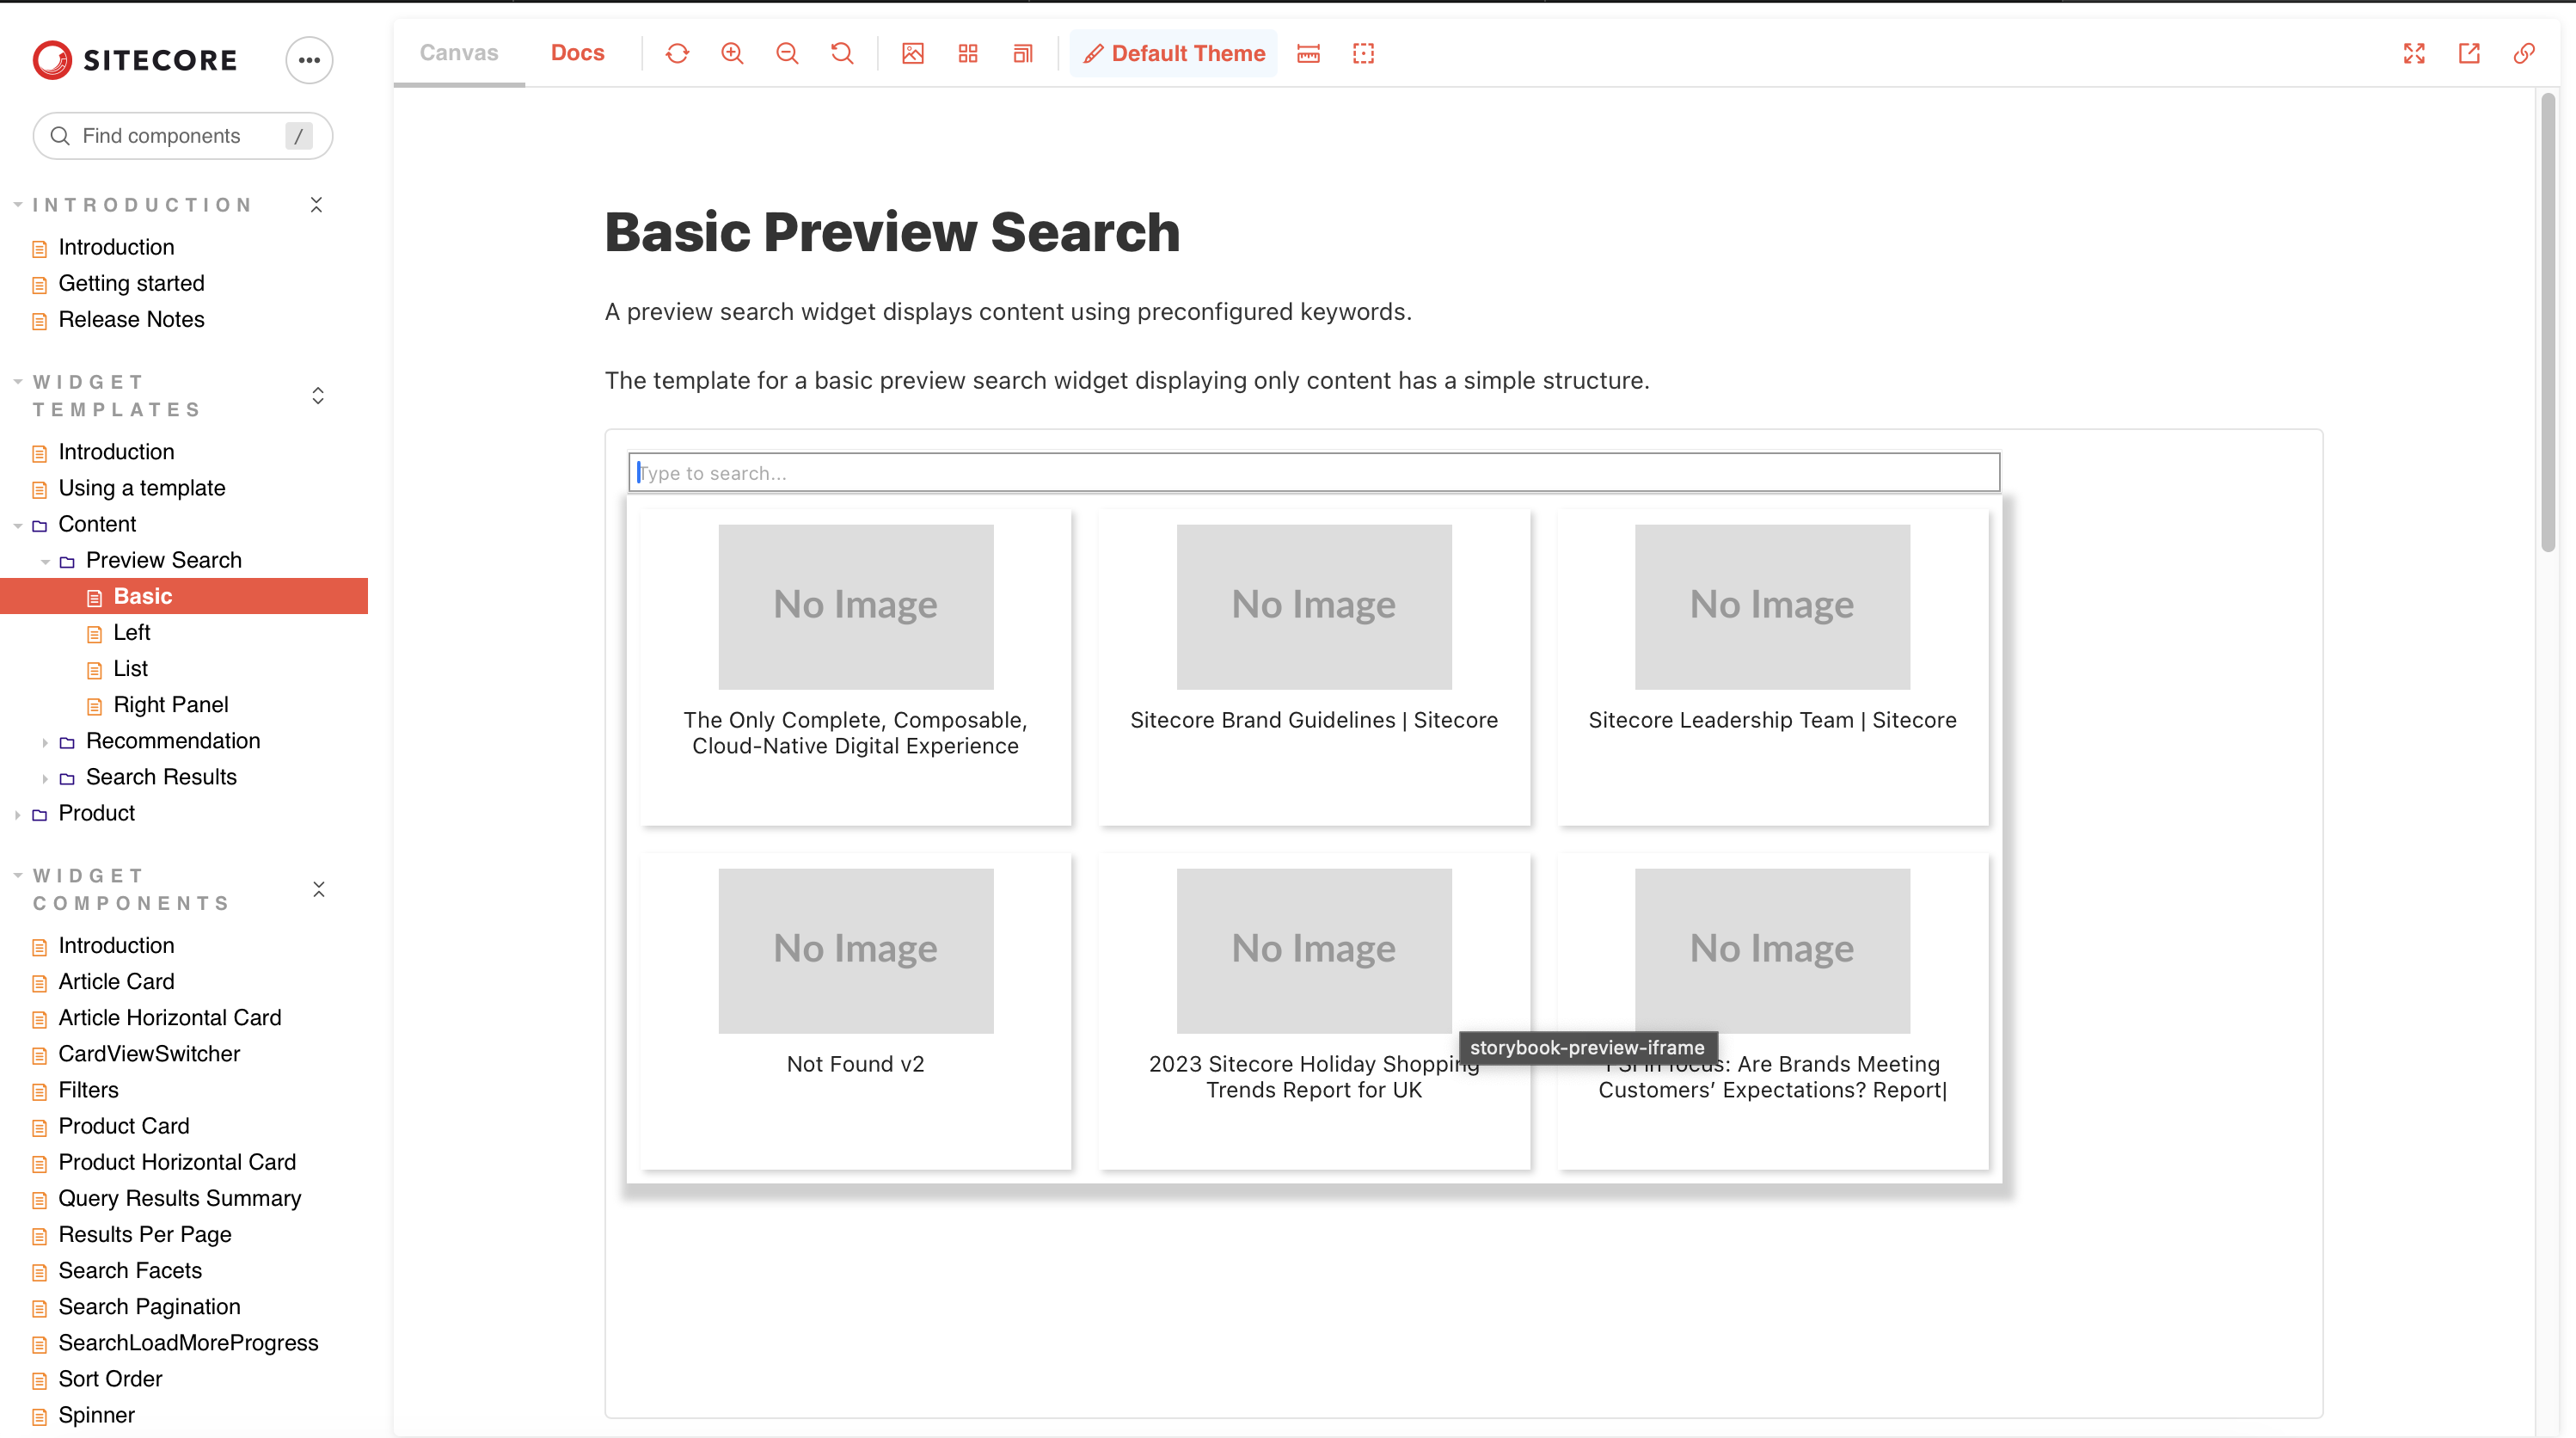 SITECORE
Find components
/
INTRODUCTION
Introduction
Getting started
Release Notes
WIDGET
TEMPLATES
Introduction
Using a template
Content
Preview Search
Basic
Left
List
Right Panel
Recommendation
Search Results
Product
WIDGET
COMPONENTS
Introduction
Article Card
Article Horizontal Card
CardViewSwitcher
Filters
Product Card
Product Horizontal Card
Query Results Summary
Results Per Page
Search Facets
Search Pagination
SearchLoadMoreProgress
Sort Order
Spinner
Canvas
Docs
Default Theme
Basic Preview Search
A preview search widget displays content using preconfigured keywords.
The template for a basic preview search widget displaying only content has a simple structure.
Type to search...
No Image
The Only Complete, Composable,
Cloud-Native Digital Experience
No Image
Sitecore Brand Guidelines | Sitecore
No Image
Sitecore Leadership Team | Sitecore
No Image
Not Found v2
No Image
2023 Sitecore Holiday Shopping
Trends Report for UK
No Image
storybook-preview-iframe
Are Brands Meeting
Customers’ Expectations? Report|